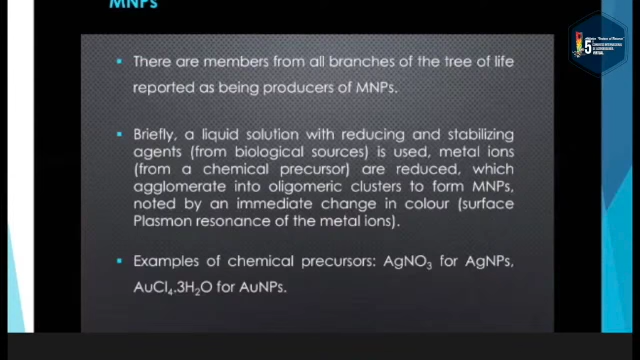 MNPs
▪ There are members from all branches of the tree of life
reported as being producers of MNPs.
▪ Briefly, a liquid solution with reducing and stabilizing
agents (from biological sources) is used, metal ions
(from a chemical precursor) are reduced, which
agglomerate into oligomeric clusters to form MNPs,
noted by an immediate change in colour (surface
Plasmon resonance of the metal ions).
▪ Examples of chemical precursors: AgNO₃ for AgNPs,
AuCl₄.3H₂O for AuNPs.
5